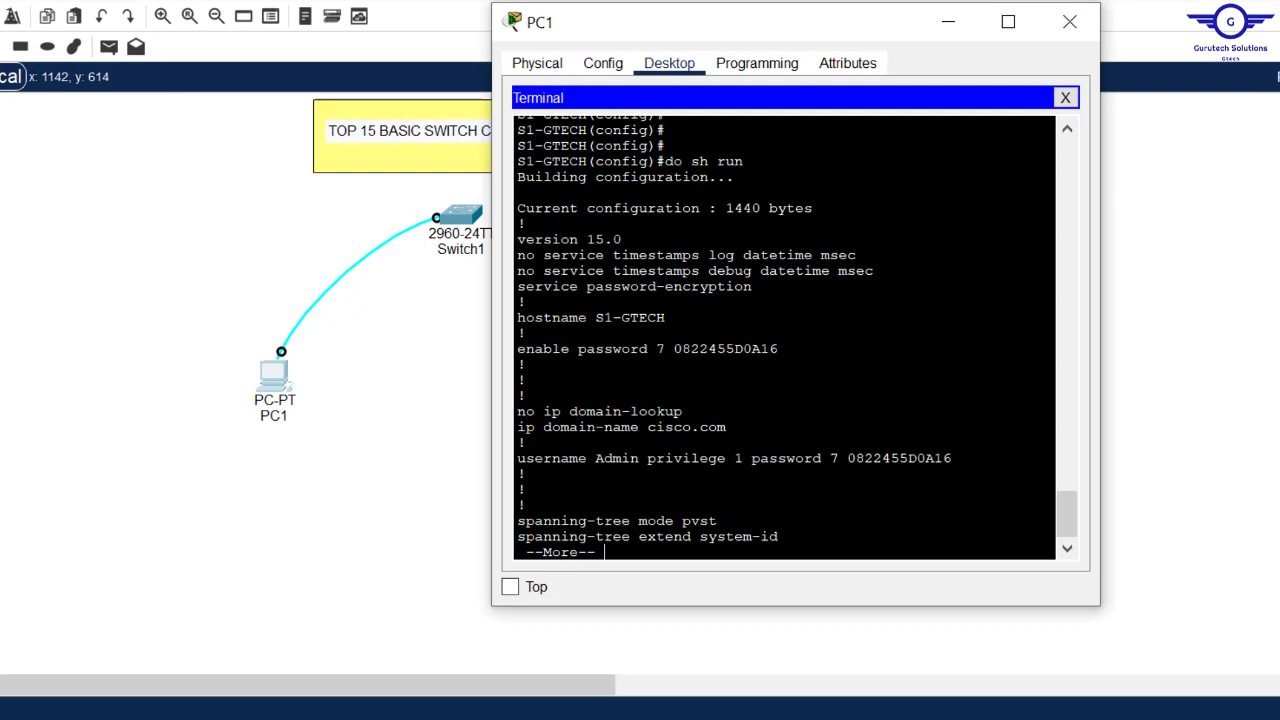 PC1
G
Gurutech Solutions
Gtech
cal
x: 1142, y: 614
Physical
Config
Desktop
Programming
Attributes
TOP 15 BASIC SWITCH C
2960-24TT
Switch1
PC-PT
PC1
Terminal
X
S1-GTECH(config)#
S1-GTECH(config)#
S1-GTECH(config)#
S1-GTECH(config)#do sh run
Building configuration...
Current configuration : 1440 bytes
!
version 15.0
no service timestamps log datetime msec
no service timestamps debug datetime msec
service password-encryption
!
hostname S1-GTECH
!
enable password 7 0822455D0A16
!
!
!
no ip domain-lookup
ip domain-name cisco.com
!
username Admin privilege 1 password 7 0822455D0A16
!
!
!
spanning-tree mode pvst
spanning-tree extend system-id
--More--
Top